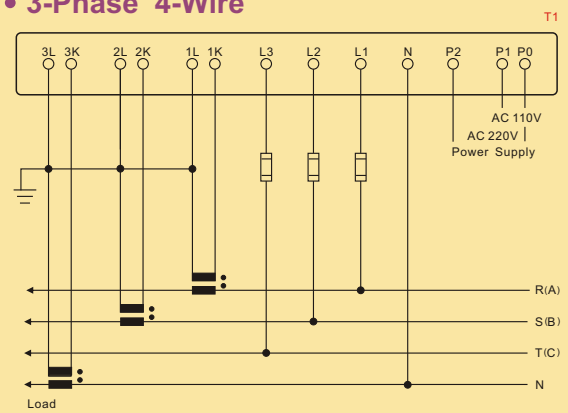 • 3-Phase 4-Wire
T1
3L 3K 2L 2K 1L 1K L3 L2 L1 N P2 P1 P0
AC 110V
AC 220V
Power Supply
R(A)
S(B)
T(C)
N
Load